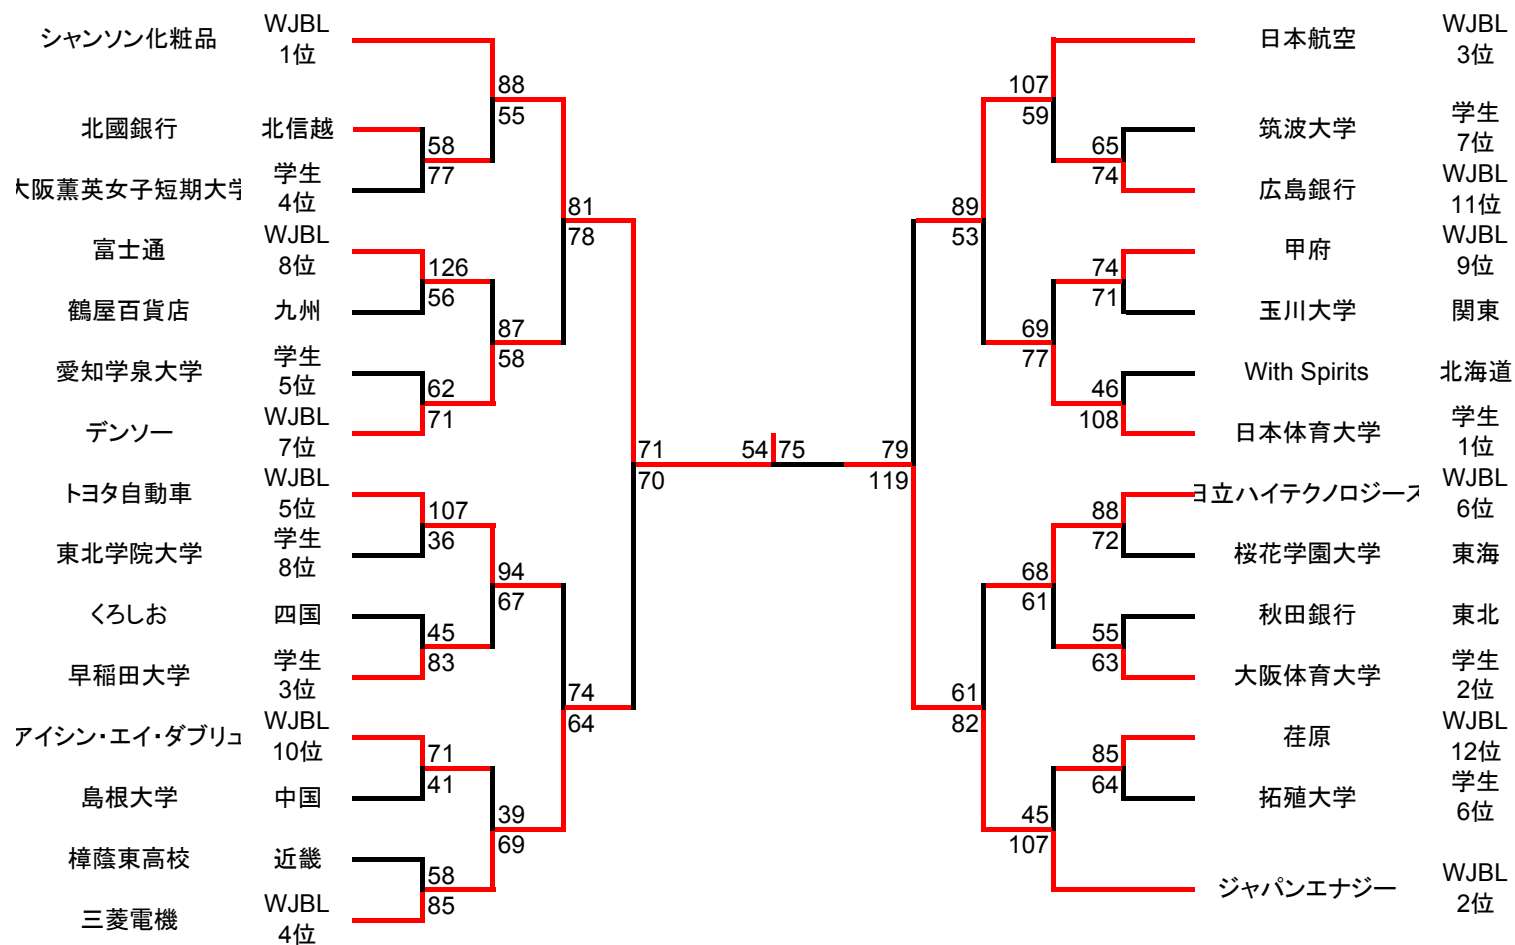 シャンソン化粧品
WJBL
1位
88
55
北國銀行
北信越
58
77
大阪薫英女子短期大学
学生
4位
81
78
富士通
WJBL
8位
126
56
鶴屋百貨店
九州
87
58
愛知学泉大学
学生
5位
62
71
デンソー
WJBL
7位
71
70
トヨタ自動車
WJBL
5位
107
36
東北学院大学
学生
8位
94
67
くろしお
四国
45
83
早稲田大学
学生
3位
74
64
アイシン・エイ・ダブリュ
WJBL
10位
71
41
島根大学
中国
39
69
樟蔭東高校
近畿
58
85
三菱電機
WJBL
4位
54
75
日本航空
WJBL
3位
107
59
筑波大学
学生
7位
65
74
広島銀行
WJBL
11位
89
53
甲府
WJBL
9位
74
71
玉川大学
関東
69
77
With Spirits
北海道
46
108
日本体育大学
学生
1位
79
119
日立ハイテクノロジーズ
WJBL
6位
88
72
桜花学園大学
東海
68
61
秋田銀行
東北
55
63
大阪体育大学
学生
2位
61
82
荏原
WJBL
12位
85
64
拓殖大学
学生
6位
45
107
ジャパンエナジー
WJBL
2位